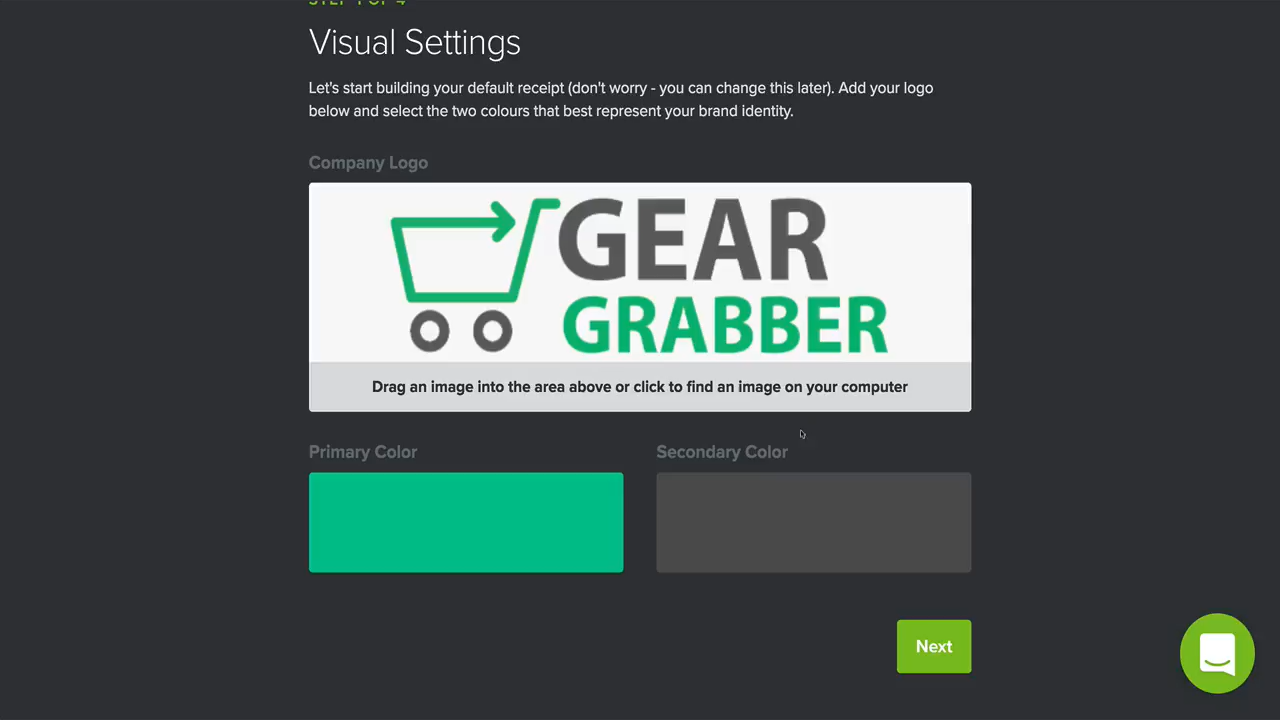 Visual Settings
Let's start building your default receipt (don't worry - you can change this later). Add your logo
below and select the two colours that best represent your brand identity.
Company Logo
GEAR
GRABBER
Drag an image into the area above or click to find an image on your computer
Primary Color
Secondary Color
Next